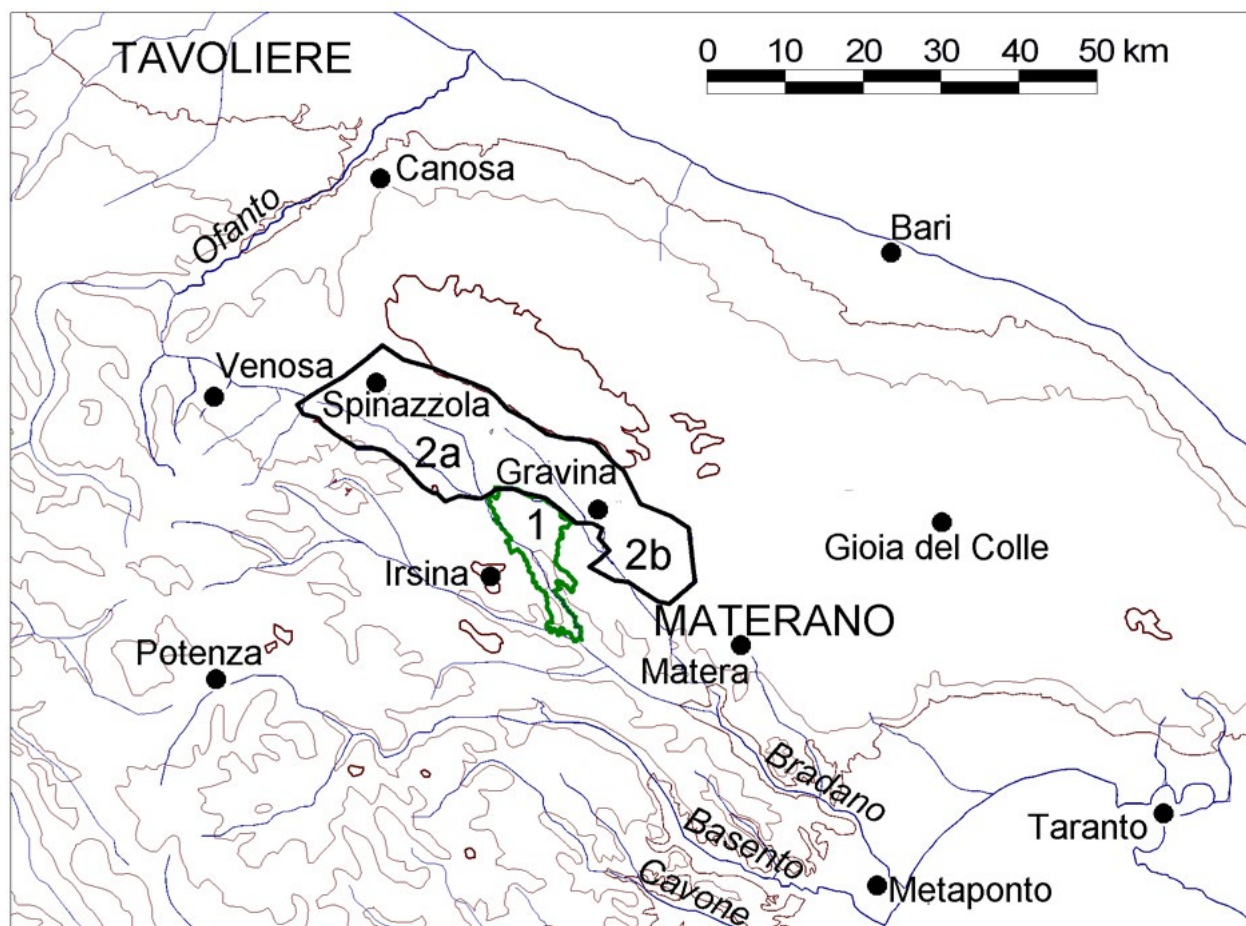 TAVOLIERE
0 10 20 30 40 50 km
Canosa
Ofanto
Bari
Venosa
Spinazzola
2a
Gravina
1
2b
Gioia del Colle
Irsina
MATERANO
Matera
Potenza
Bradano
Basento
Taranto
Cavone
Metaponto